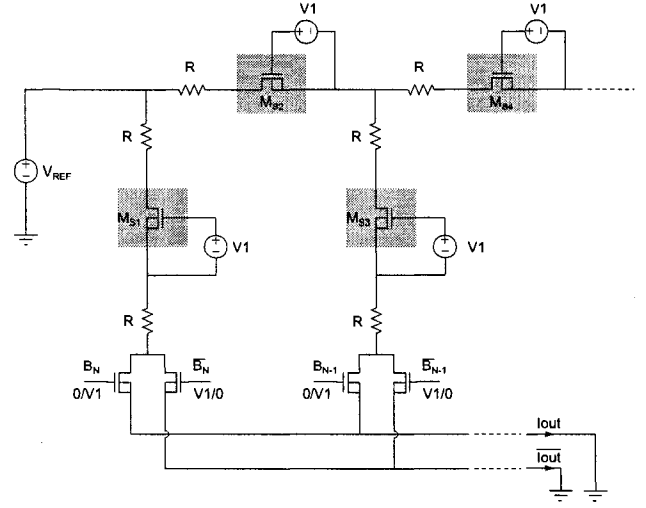 V1
V1
R
M_S2
R
M_S4
R
R
V_REF
M_S1
V1
M_S3
V1
R
R
B_N
B̅_N
B_N-1
B̅_N-1
0/V1
V1/0
0/V1
V1/0
Iout
I̅o̅u̅t̅